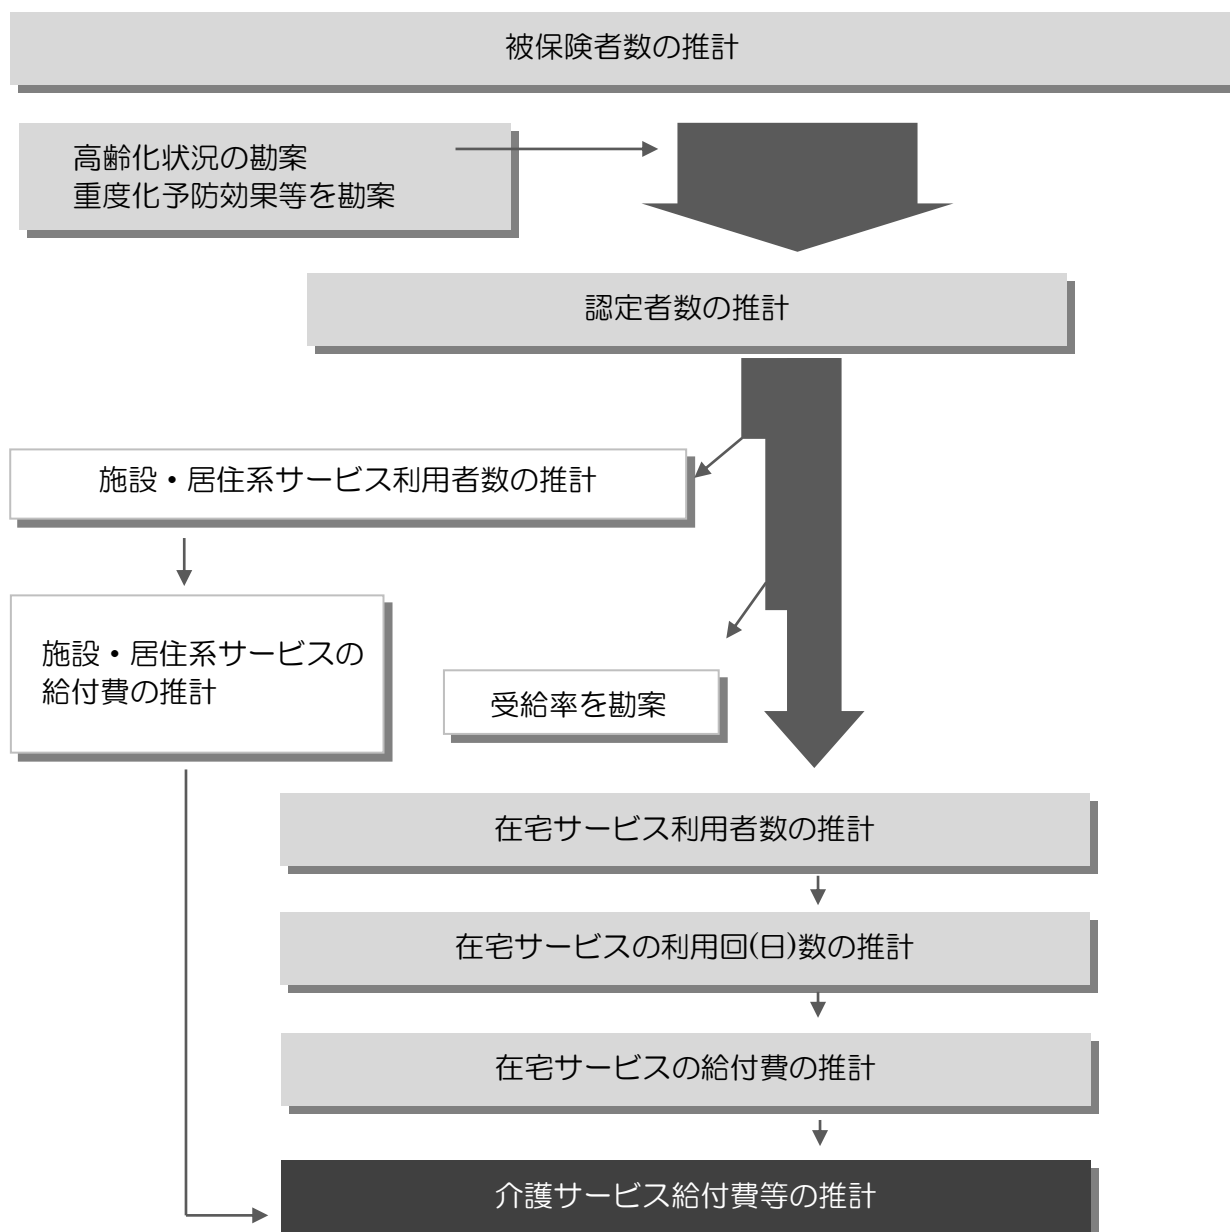 被保険者数の推計
高齢化状況の勘案
重度化予防効果等を勘案
認定者数の推計
施設・居住系サービス利用者数の推計
施設・居住系サービスの
給付費の推計
受給率を勘案
在宅サービス利用者数の推計
在宅サービスの利用回(日)数の推計
在宅サービスの給付費の推計
介護サービス給付費等の推計